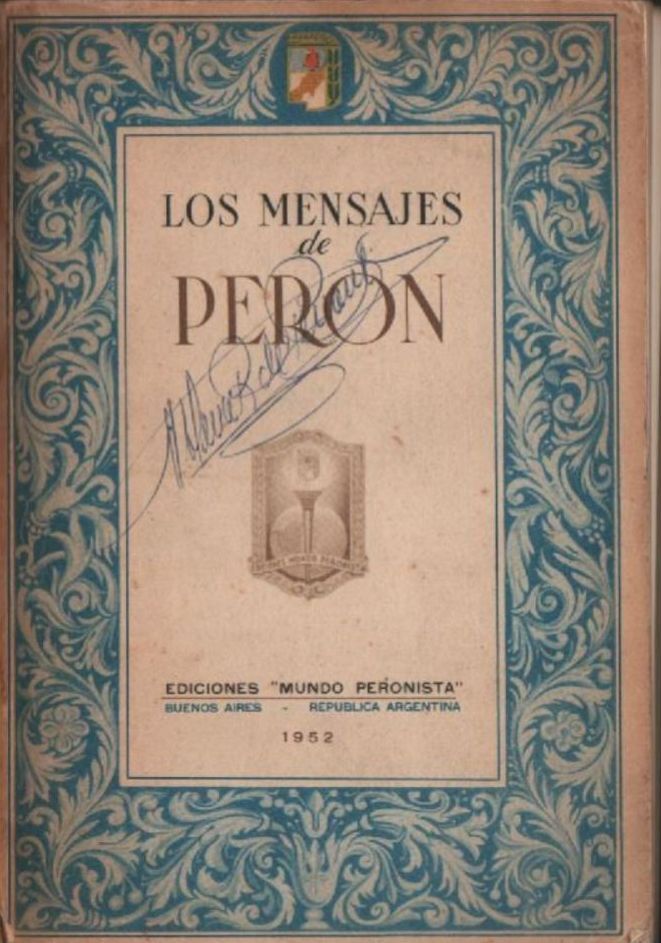 LOS MENSAJES
de
PERON
EDICIONES "MUNDO PERONISTA"
BUENOS AIRES - REPUBLICA ARGENTINA
1952